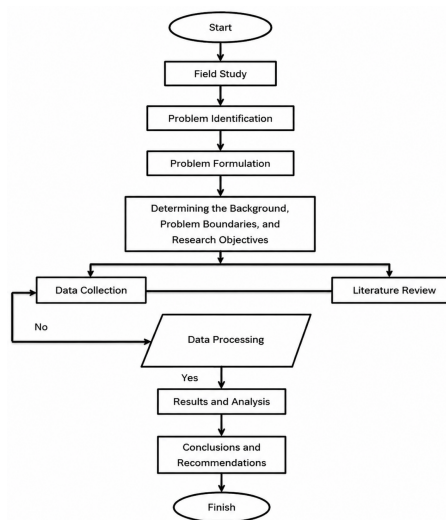 Start
Field Study
Problem Identification
Problem Formulation
Determining the Background,
Problem Boundaries, and
Research Objectives
Data Collection
Literature Review
No
Data Processing
Yes
Results and Analysis
Conclusions and
Recommendations
Finish